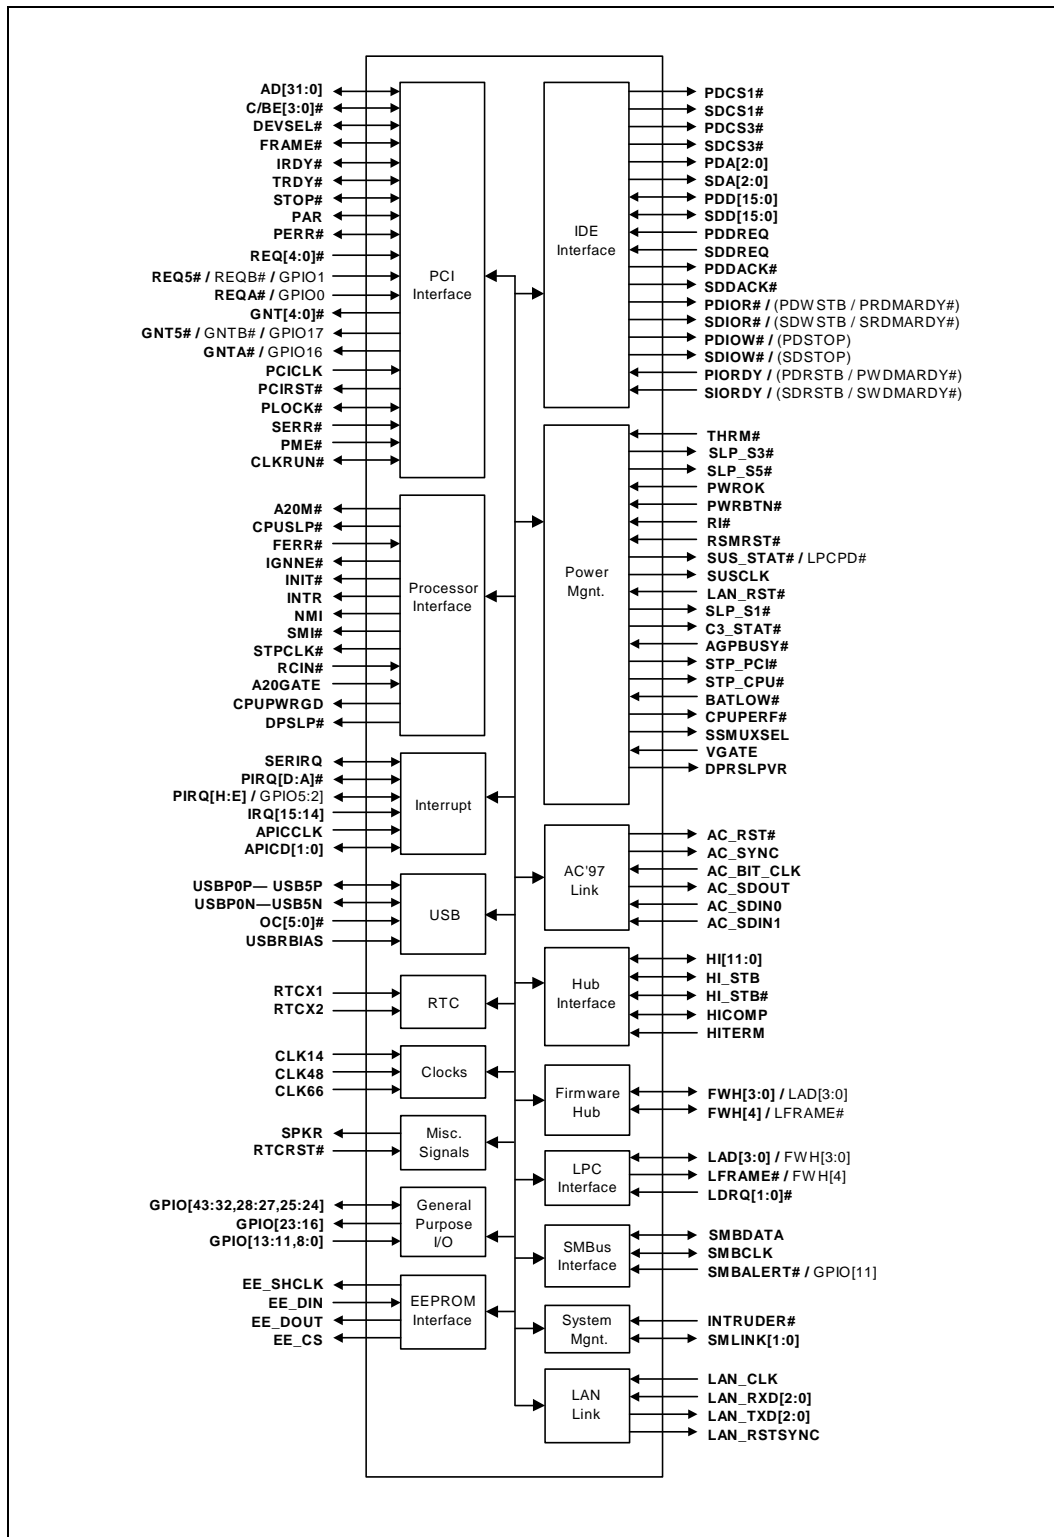 AD[31:0]
C/BE[3:0]#
DEVSEL#
FRAME#
IRDY#
TRDY#
STOP#
PAR
PERR#
REQ[4:0]#
REQ5# / REQB# / GPIO1
REQA# / GPIO0
GNT[4:0]#
GNT5# / GNTB# / GPIO17
GNTA# / GPIO16
PCICLK
PCIRST#
PLOCK#
SERR#
PME#
CLKRUN#
PCI
Interface
A20M#
CPUSLP#
FERR#
IGNNE#
INIT#
INTR
NMI
SMI#
STPCLK#
RCIN#
A20GATE
CPUPWRGD
DPSLP#
Processor
Interface
SERIRQ
PIRQ[D:A]#
PIRQ[H:E] / GPIO5:2]
IRQ[15:14]
APICCLK
APICD[1:0]
Interrupt
USBP0P— USB5P
USBP0N—USB5N
OC[5:0]#
USBRBIAS
USB
RTCX1
RTCX2
RTC
CLK14
CLK48
CLK66
Clocks
SPKR
RTCRST#
Misc.
Signals
GPIO[43:32,28:27,25:24]
GPIO[23:16]
GPIO[13:11,8:0]
General
Purpose
I/O
EE_SHCLK
EE_DIN
EE_DOUT
EE_CS
EEPROM
Interface
IDE
Interface
PDCS1#
SDCS1#
PDCS3#
SDCS3#
PDA[2:0]
SDA[2:0]
PDD[15:0]
SDD[15:0]
PDDREQ
SDDREQ
PDDACK#
SDDACK#
PDIOR# / (PDWSTB / PRDMARDY#)
SDIOR# / (SDWSTB / SRDMARDY#)
PDIOW# / (PDSTOP)
SDIOW# / (SDSTOP)
PIORDY / (PDRSTB / PWDMARDY#)
SIORDY / (SDRSTB / SWDMARDY#)
Power
Mgnt.
THRM#
SLP_S3#
SLP_S5#
PWROK
PWRBTN#
RI#
RSMRST#
SUS_STAT# / LPCPD#
SUSCLK
LAN_RST#
SLP_S1#
C3_STAT#
AGPBUSY#
STP_PCI#
STP_CPU#
BATLOW#
CPUPERF#
SSMUXSEL
VGATE
DPRSLPVR
AC'97
Link
AC_RST#
AC_SYNC
AC_BIT_CLK
AC_SDOUT
AC_SDIN0
AC_SDIN1
Hub
Interface
HI[11:0]
HI_STB
HI_STB#
HICOMP
HITERM
Firmware
Hub
FWH[3:0] / LAD[3:0]
FWH[4] / LFRAME#
LPC
Interface
LAD[3:0] / FWH[3:0]
LFRAME# / FWH[4]
LDRQ[1:0]#
SMBus
Interface
SMBDATA
SMBCLK
SMBALERT# / GPIO[11]
System
Mgnt.
INTRUDER#
SMLINK[1:0]
LAN
Link
LAN_CLK
LAN_RXD[2:0]
LAN_TXD[2:0]
LAN_RSTSYNC